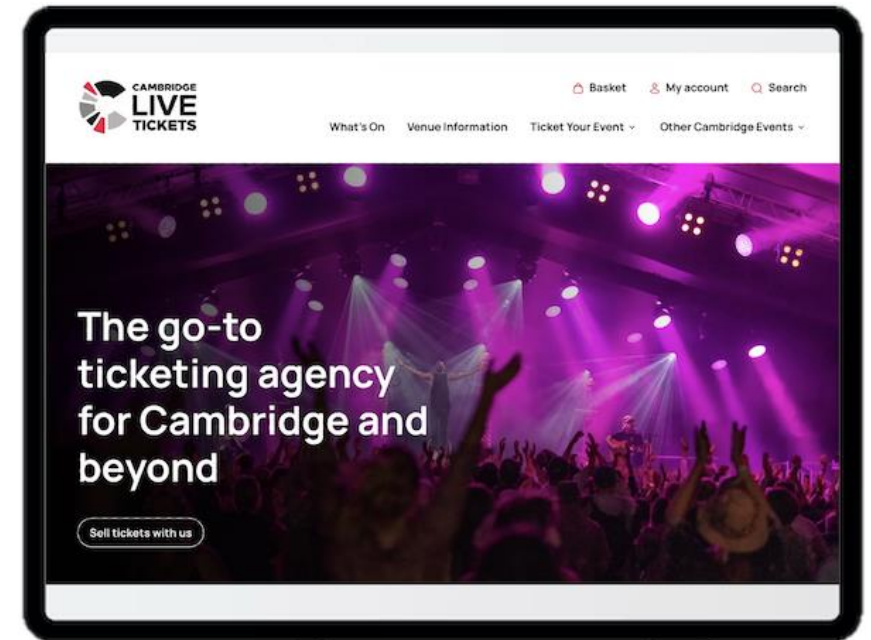 CAMBRIDGE
LIVE
TICKETS
Basket
My account
Search
What's On
Venue Information
Ticket Your Event
Other Cambridge Events
The go-to
ticketing agency
for Cambridge and
beyond
Sell tickets with us